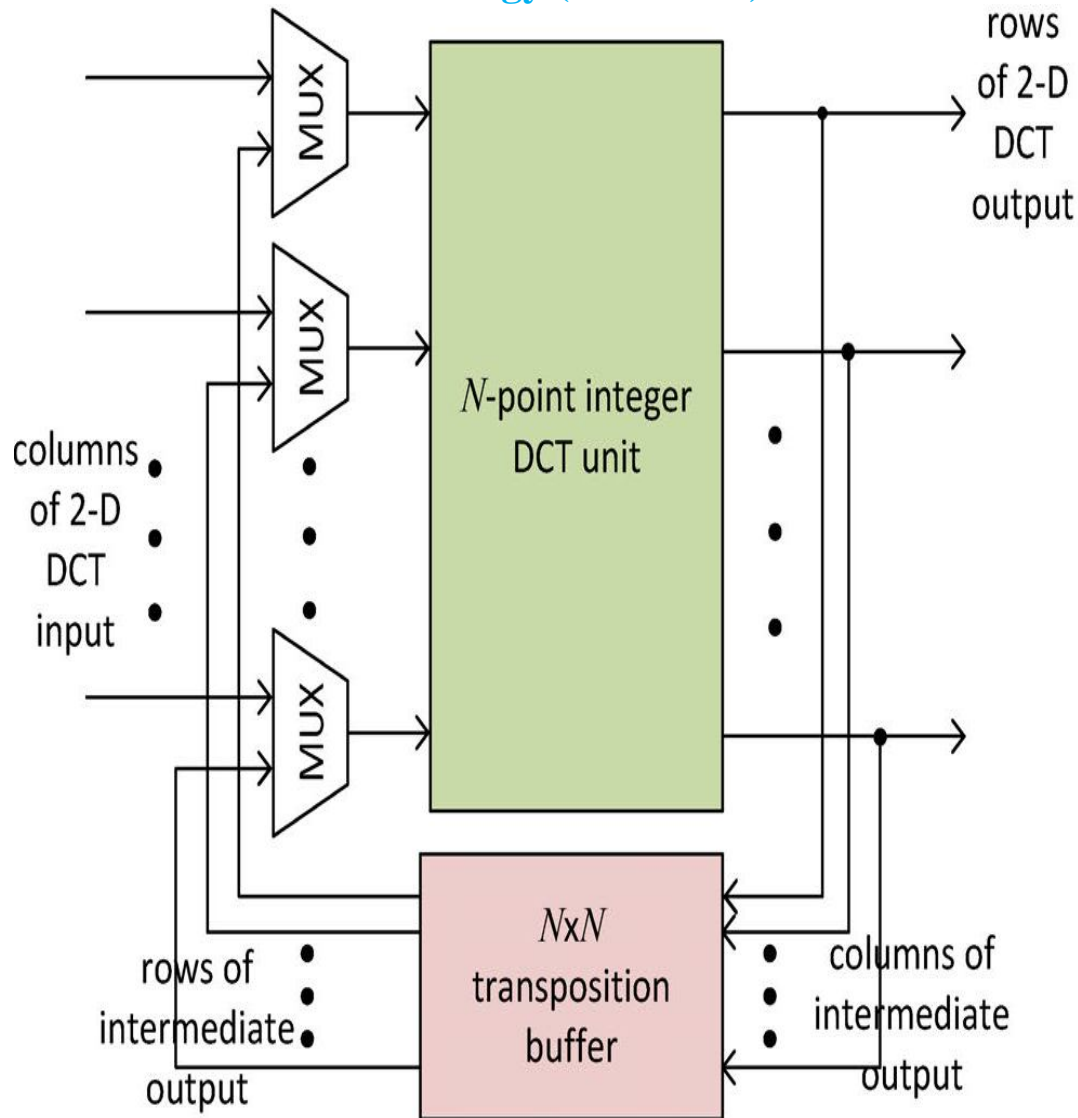 rows
of 2-D
DCT
output
MUX
MUX
MUX
N-point integer
DCT unit
columns
of 2-D
DCT
input
NxN
transposition
buffer
rows of
intermediate
output
columns of
intermediate
output